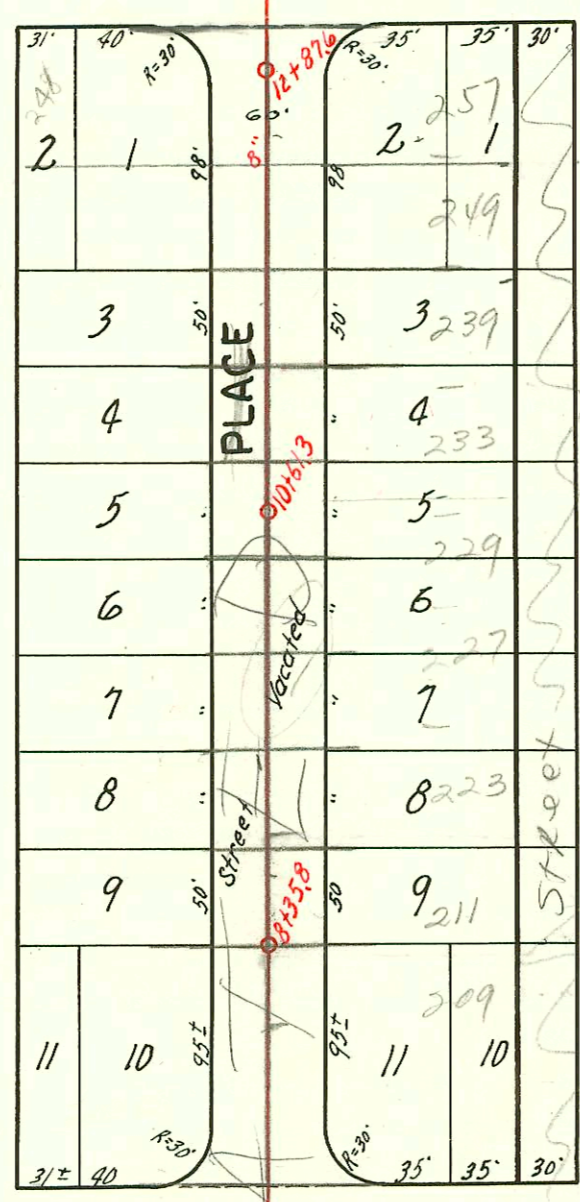 31' 40' R=30' R=30' 35' 35' 30'
12+87.6
248 60' 257
2 1 98' 8" 98 2 1
249
3 50' 50' 3 239
PLACE
4 " 4
233
10+61.3
5 " " 5
229
6 " " 6
Vacated
227
7 " " 7
8 " " 8 223
Street Street
9 50' 50 9 211
8+35.8
209
11 10 95± 95± 11 10
R=30' R=30'
31± 40 35' 35' 30'